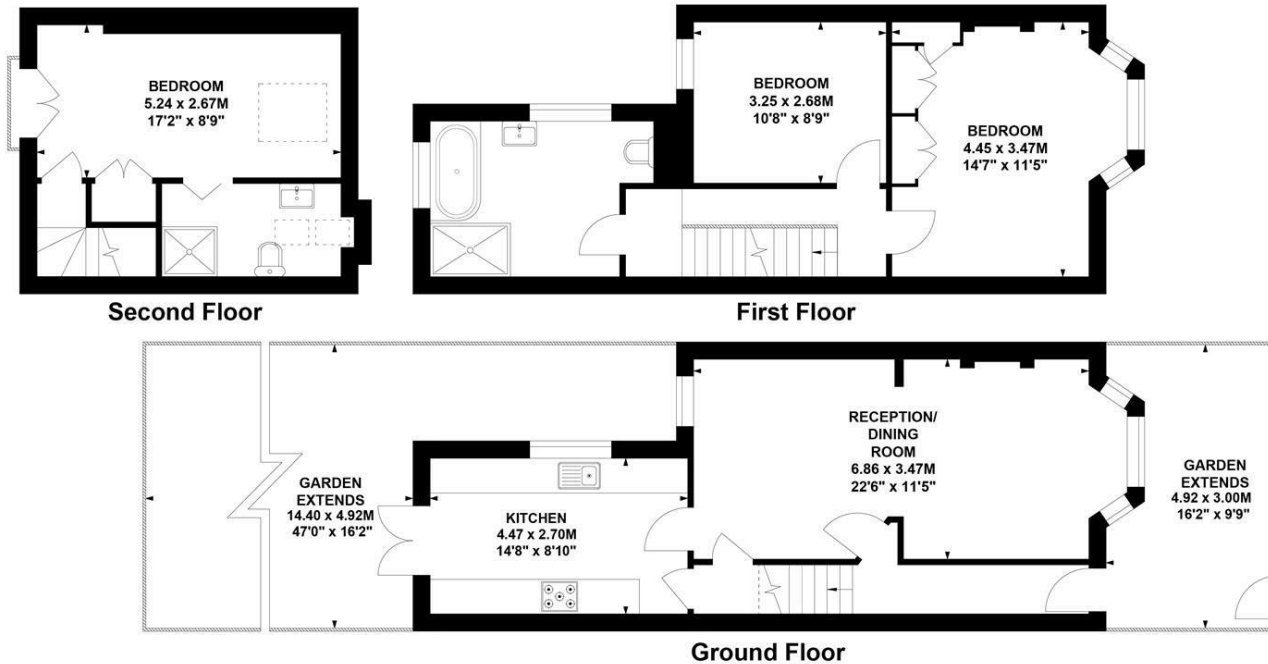 BEDROOM
5.24 x 2.67M
17'2" x 8'9"
Second Floor
BEDROOM
3.25 x 2.68M
10'8" x 8'9"
BEDROOM
4.45 x 3.47M
14'7" x 11'5"
First Floor
GARDEN
EXTENDS
14.40 x 4.92M
47'0" x 16'2"
KITCHEN
4.47 x 2.70M
14'8" x 8'10"
RECEPTION/
DINING
ROOM
6.86 x 3.47M
22'6" x 11'5"
GARDEN
EXTENDS
4.92 x 3.00M
16'2" x 9'9"
Ground Floor